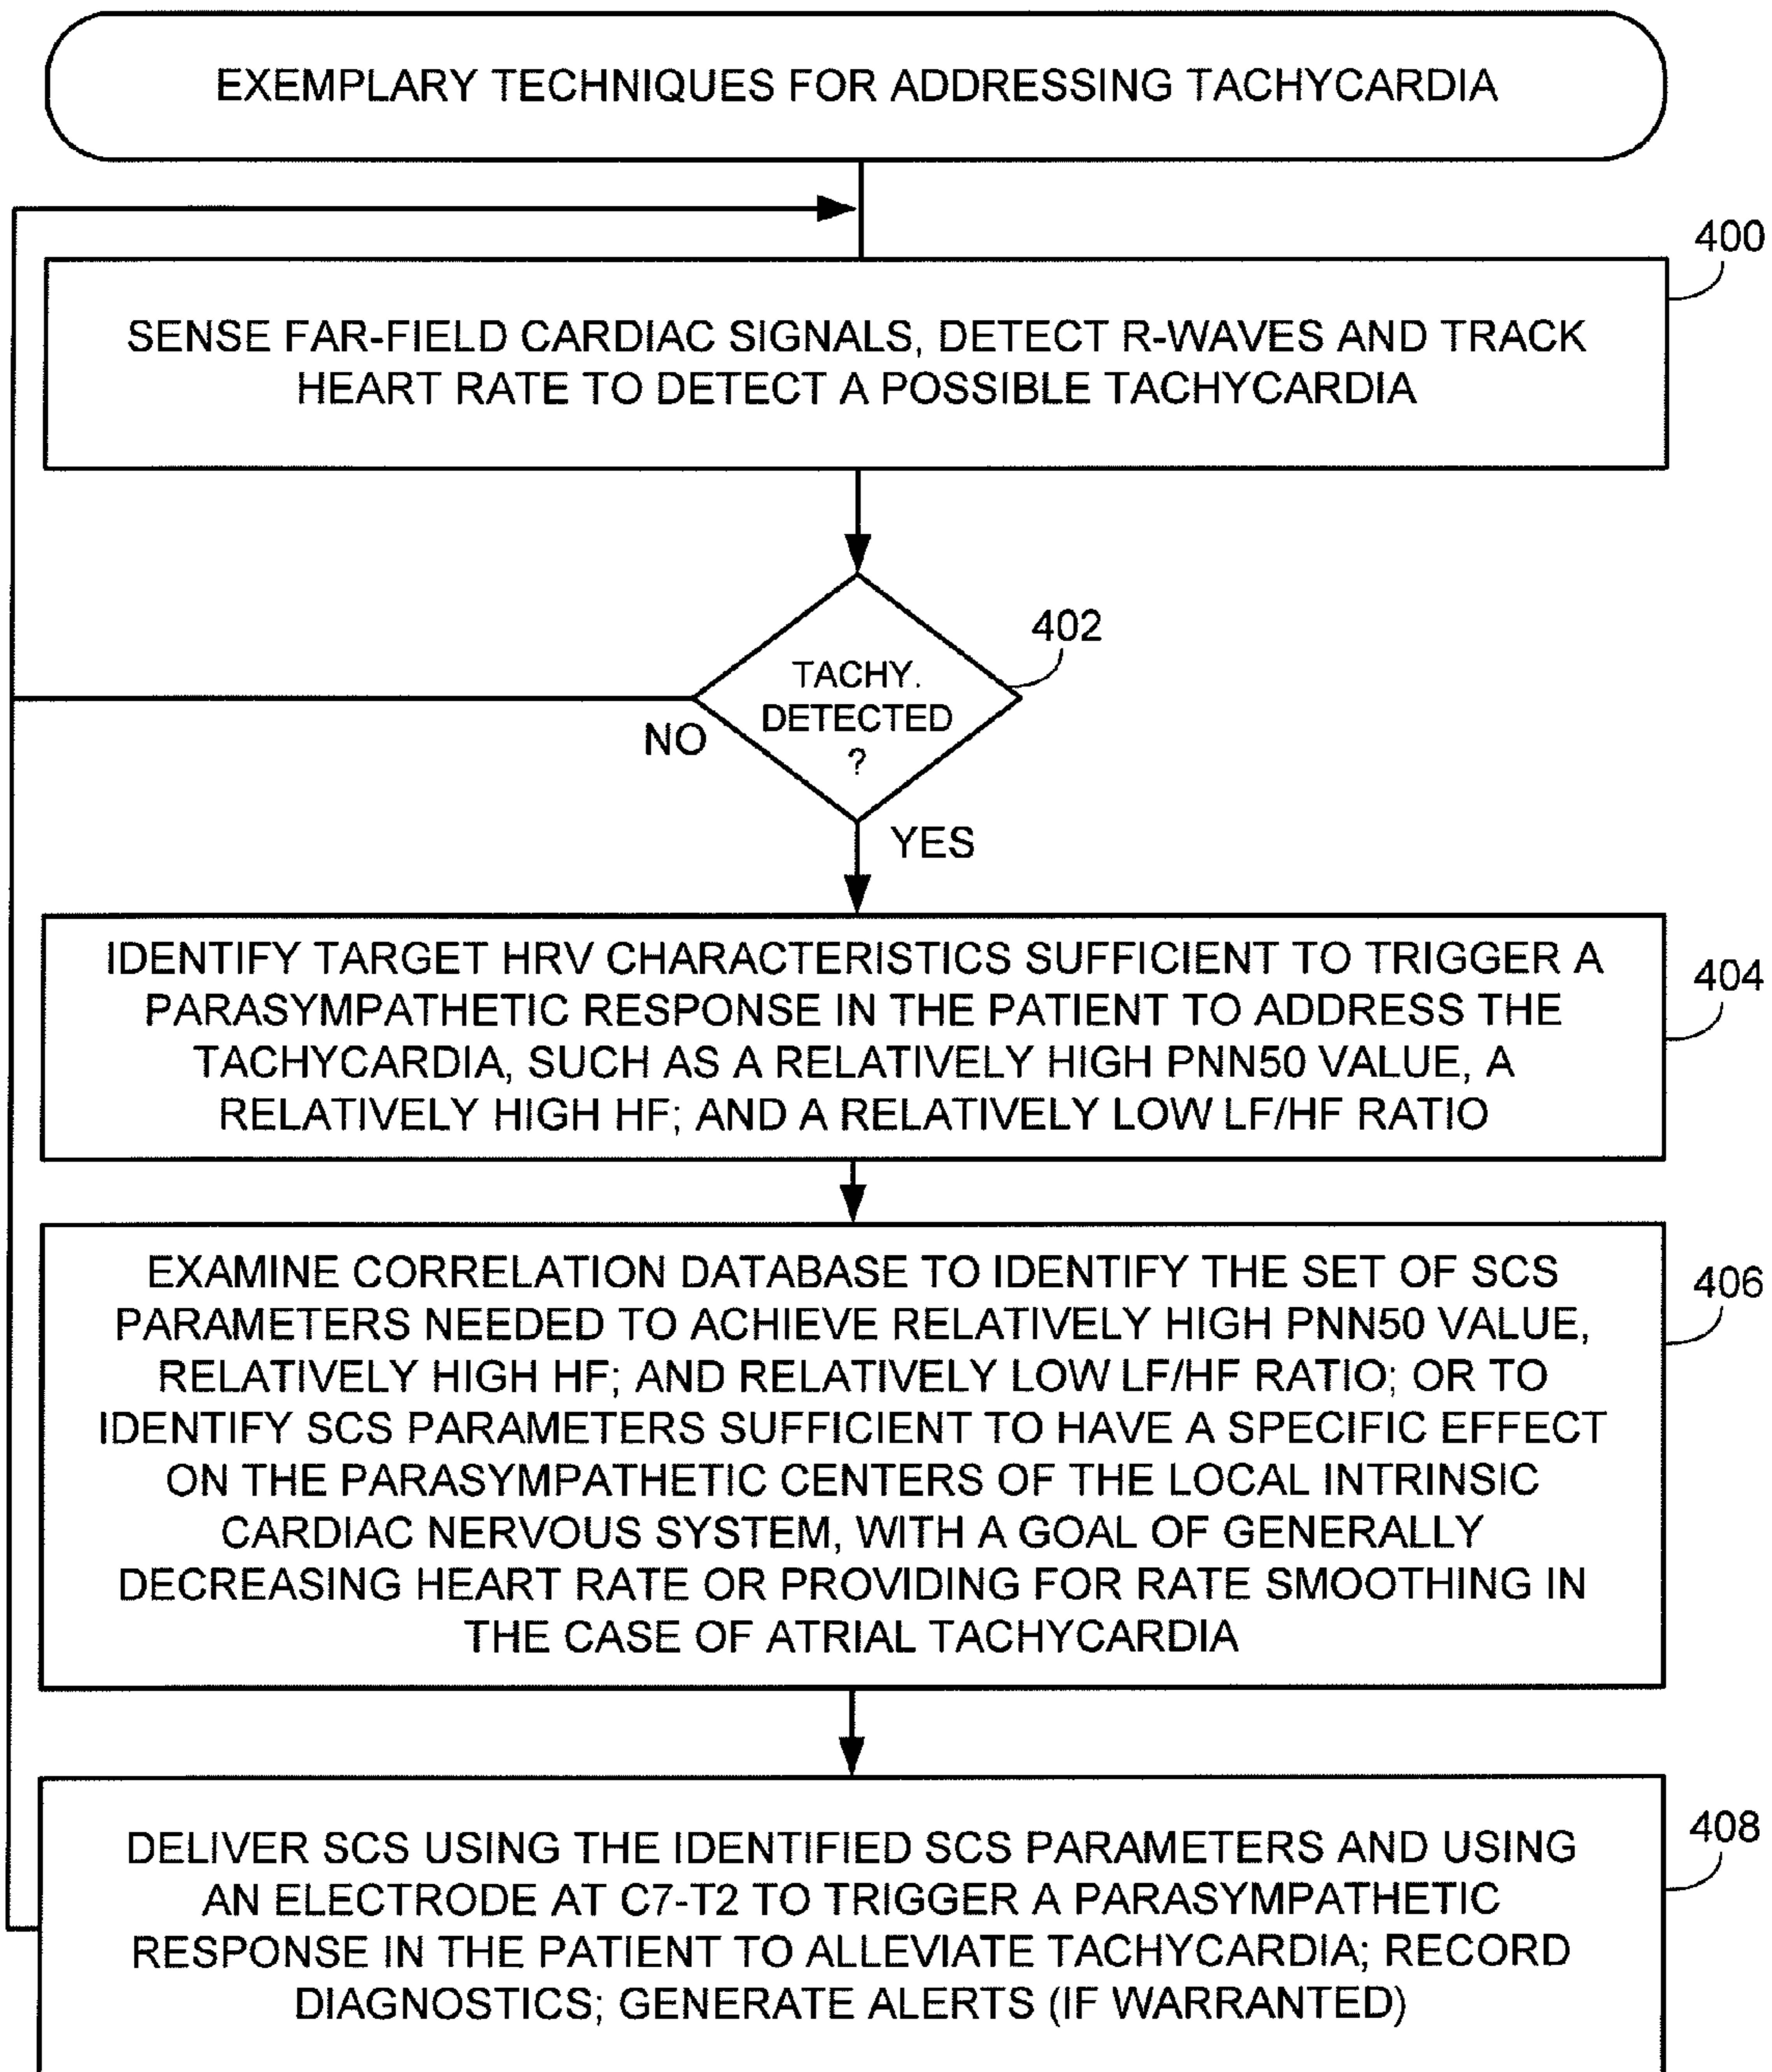 EXEMPLARY TECHNIQUES FOR ADDRESSING TACHYCARDIA
400
SENSE FAR-FIELD CARDIAC SIGNALS, DETECT R-WAVES AND TRACK
HEART RATE TO DETECT A POSSIBLE TACHYCARDIA
402
TACHY.
DETECTED
?
NO
YES
404
IDENTIFY TARGET HRV CHARACTERISTICS SUFFICIENT TO TRIGGER A
PARASYMPATHETIC RESPONSE IN THE PATIENT TO ADDRESS THE
TACHYCARDIA, SUCH AS A RELATIVELY HIGH PNN50 VALUE, A
RELATIVELY HIGH HF; AND A RELATIVELY LOW LF/HF RATIO
406
EXAMINE CORRELATION DATABASE TO IDENTIFY THE SET OF SCS
PARAMETERS NEEDED TO ACHIEVE RELATIVELY HIGH PNN50 VALUE,
RELATIVELY HIGH HF; AND RELATIVELY LOW LF/HF RATIO; OR TO
IDENTIFY SCS PARAMETERS SUFFICIENT TO HAVE A SPECIFIC EFFECT
ON THE PARASYMPATHETIC CENTERS OF THE LOCAL INTRINSIC
CARDIAC NERVOUS SYSTEM, WITH A GOAL OF GENERALLY
DECREASING HEART RATE OR PROVIDING FOR RATE SMOOTHING IN
THE CASE OF ATRIAL TACHYCARDIA
408
DELIVER SCS USING THE IDENTIFIED SCS PARAMETERS AND USING
AN ELECTRODE AT C7-T2 TO TRIGGER A PARASYMPATHETIC
RESPONSE IN THE PATIENT TO ALLEVIATE TACHYCARDIA; RECORD
DIAGNOSTICS; GENERATE ALERTS (IF WARRANTED)